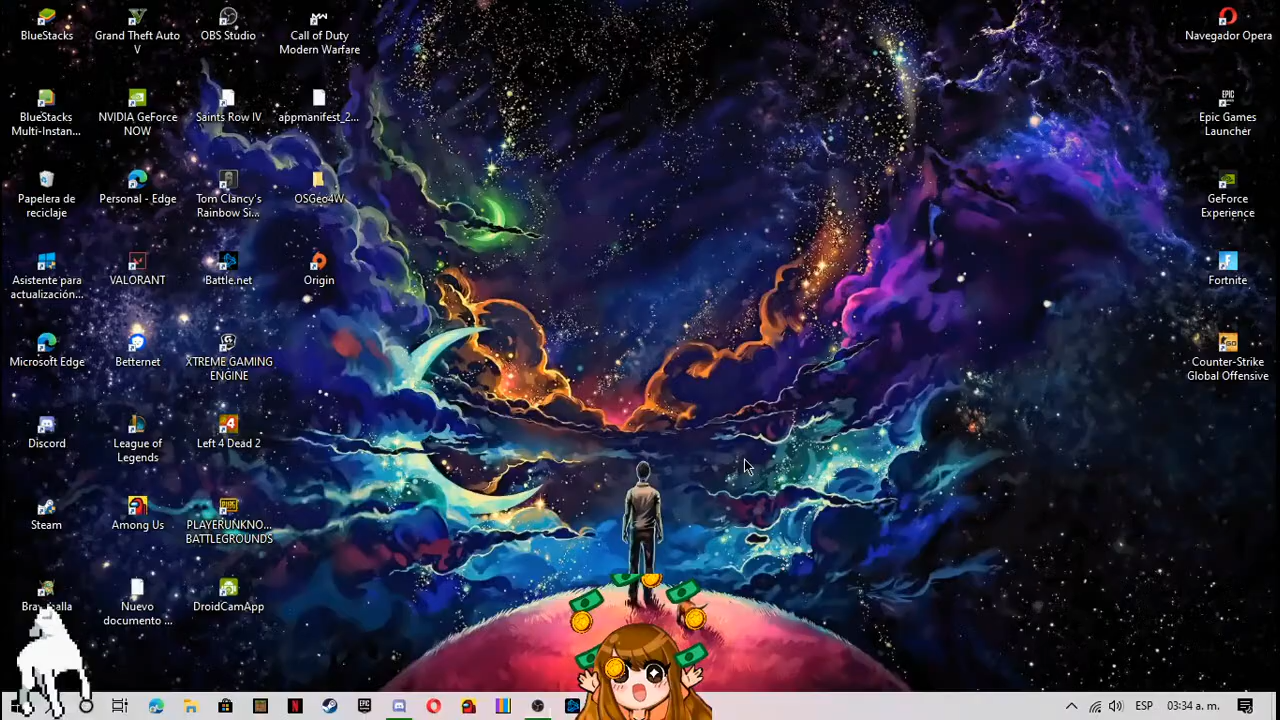 BlueStacks
Grand Theft Auto
V
OBS Studio
Call of Duty
Modern Warfare
Navegador Opera
BlueStacks
Multi-Instan...
NVIDIA GeForce
NOW
Saints Row IV
appmanifest_2...
EPIC
Epic Games
Launcher
Papelera de
reciclaje
Personal - Edge
Tom Clancy's
Rainbow Si...
OSGeo4W
GeForce
Experience
Asistente para
actualización...
VALORANT
Battle.net
Origin
Fortnite
Microsoft Edge
Betternet
XTREME GAMING
ENGINE
Counter-Strike
Global Offensive
Discord
League of
Legends
Left 4 Dead 2
Steam
Among Us
PLAYERUNKNO...
BATTLEGROUNDS
Nuevo
documento ...
DroidCamApp
ESP
03:34 a. m.